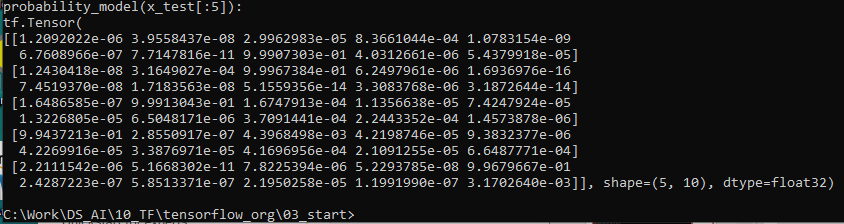 probability_model(x_test[:5]):
tf.Tensor(
[[1.2092022e-06 3.9558437e-08 2.9962983e-05 8.3661044e-04 1.0783154e-09
  6.7608966e-07 7.7147816e-11 9.9907303e-01 4.0312661e-06 5.4379918e-05]
 [1.2430418e-08 3.1649027e-04 9.9967384e-01 6.2497961e-06 1.6936976e-16
  7.4519370e-08 1.7183563e-08 5.1559356e-14 3.3083768e-06 3.1872644e-14]
 [1.6486585e-07 9.9913043e-01 1.6747913e-04 1.1356638e-05 7.4247924e-05
  1.3226805e-05 6.5048171e-06 3.7091441e-04 2.2443352e-04 1.4573878e-06]
 [9.9437213e-01 2.8550917e-07 4.3968498e-03 4.2198746e-05 9.3832377e-06
  4.2269916e-05 3.3876971e-05 4.1696956e-04 2.1091255e-05 6.6487771e-04]
 [2.2111542e-06 5.1668302e-11 7.8225394e-06 5.2293785e-08 9.9679667e-01
  2.4287223e-07 5.8513371e-07 2.1950258e-05 1.1991990e-07 3.1702640e-03]], shape=(5, 10), dtype=float32)
C:\Work\DS_AI\10_TF\tensorflow_org\03_start>